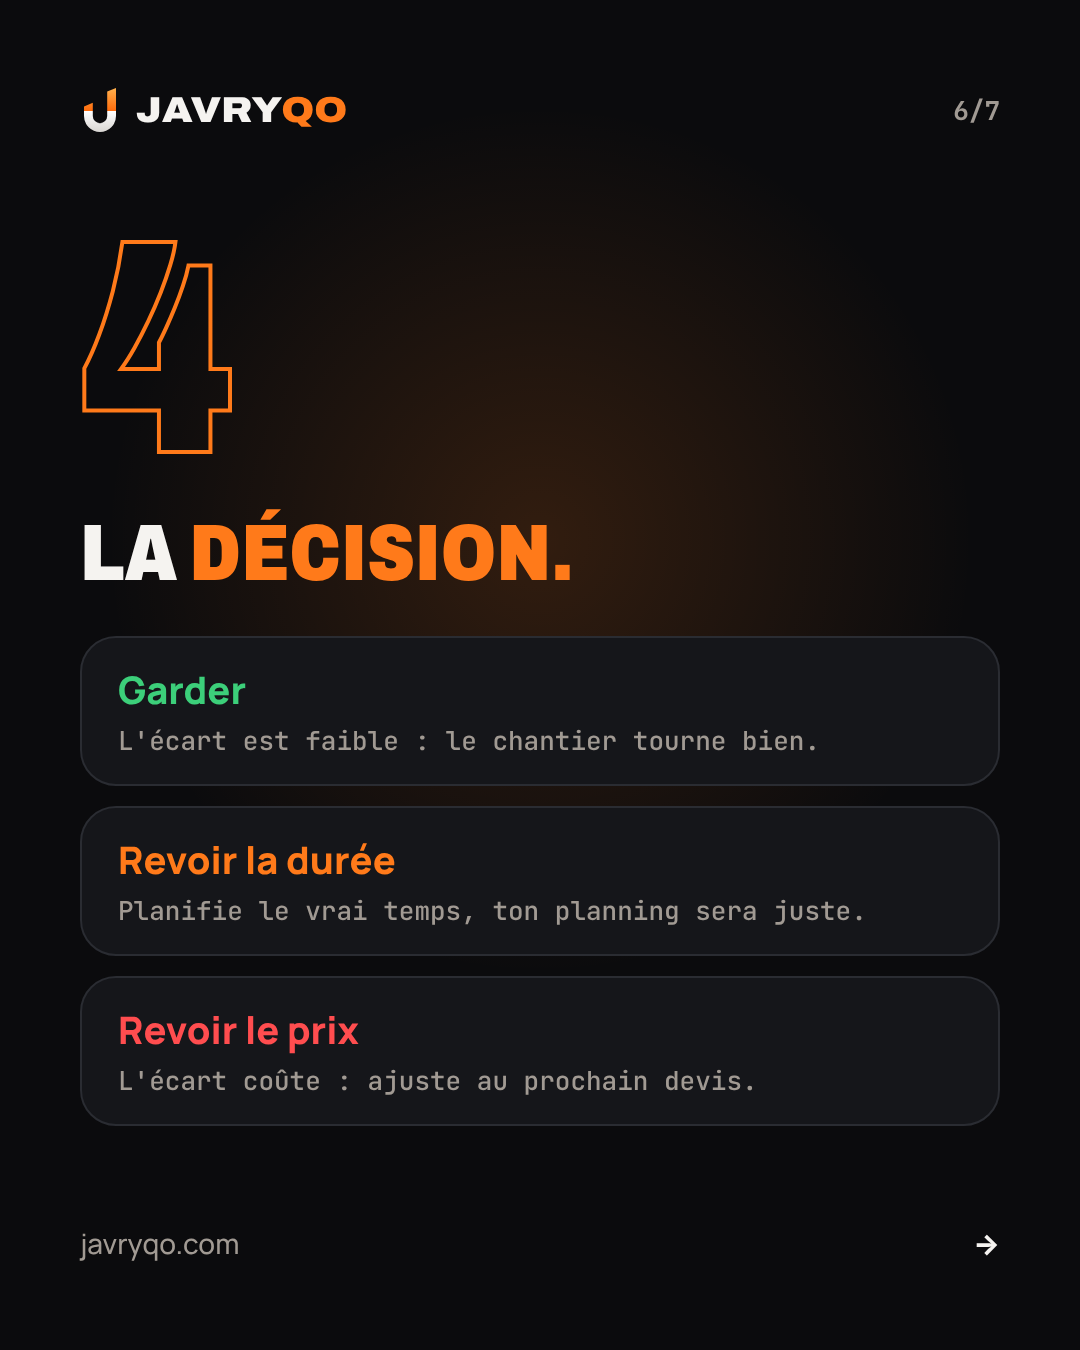 JAVRYQO
6/7
4
LA DÉCISION.
Garder
L'écart est faible : le chantier tourne bien.
Revoir la durée
Planifie le vrai temps, ton planning sera juste.
Revoir le prix
L'écart coûte : ajuste au prochain devis.
javryqo.com →